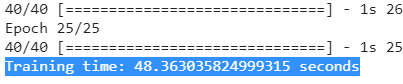 40/40 [==============================] - 1s 26
Epoch 25/25
40/40 [==============================] - 1s 25
Training time: 48.363035824999315 seconds